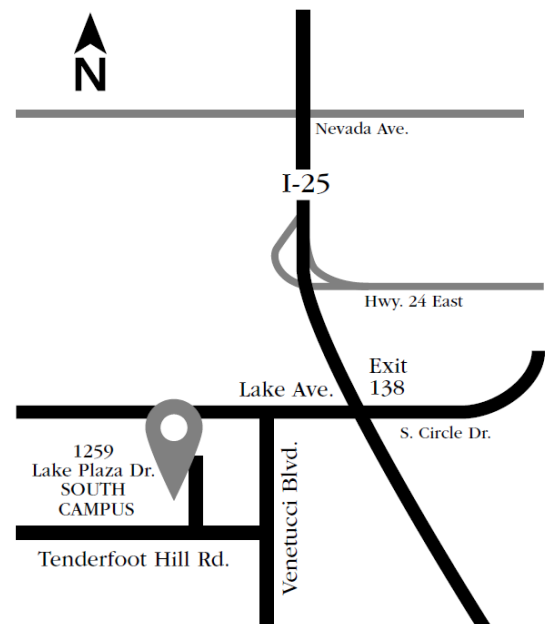 N
Nevada Ave.
I-25
Hwy. 24 East
Exit
138
Lake Ave.
S. Circle Dr.
1259
Lake Plaza Dr.
SOUTH
CAMPUS
Venetucci Blvd.
Tenderfoot Hill Rd.